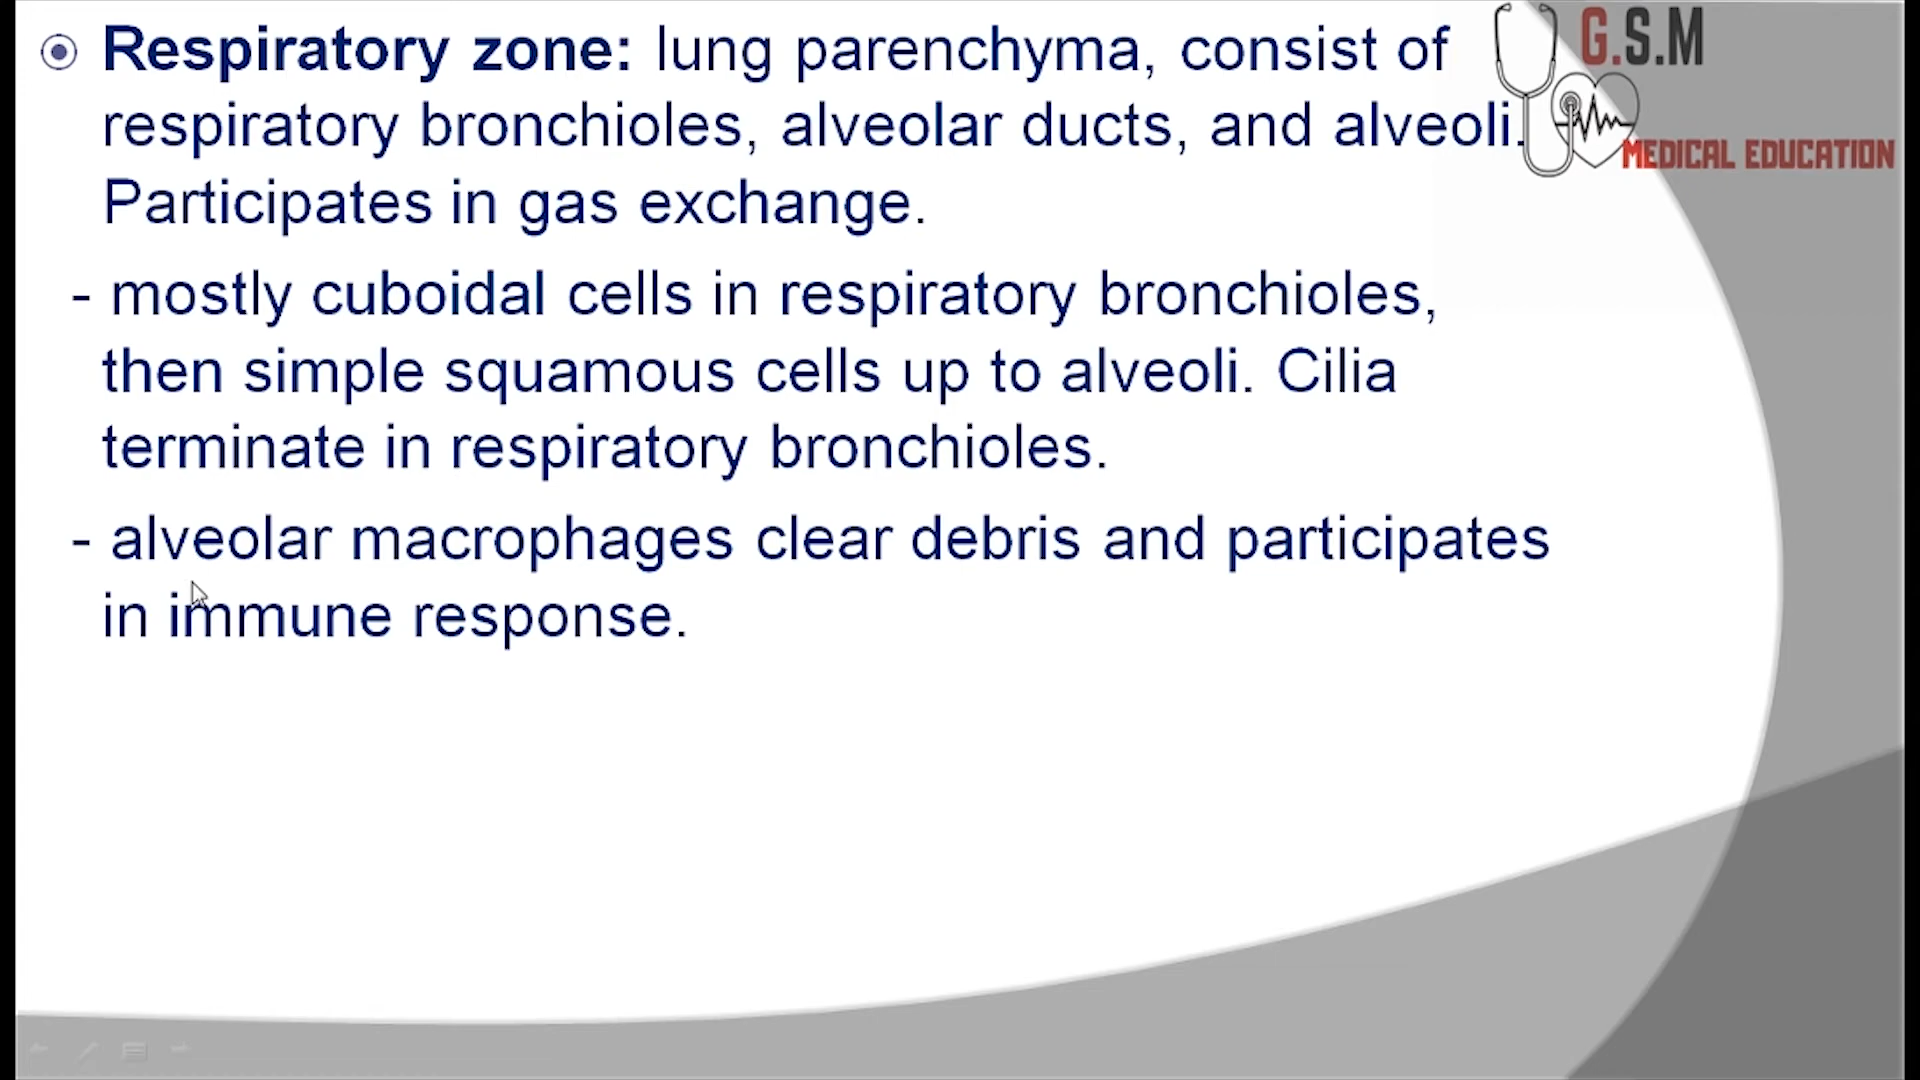 Respiratory zone: lung parenchyma, consist of
respiratory bronchioles, alveolar ducts, and alveoli.
Participates in gas exchange.
- mostly cuboidal cells in respiratory bronchioles,
then simple squamous cells up to alveoli. Cilia
terminate in respiratory bronchioles.
- alveolar macrophages clear debris and participates
in immune response.
G.S.M
MEDICAL EDUCATION